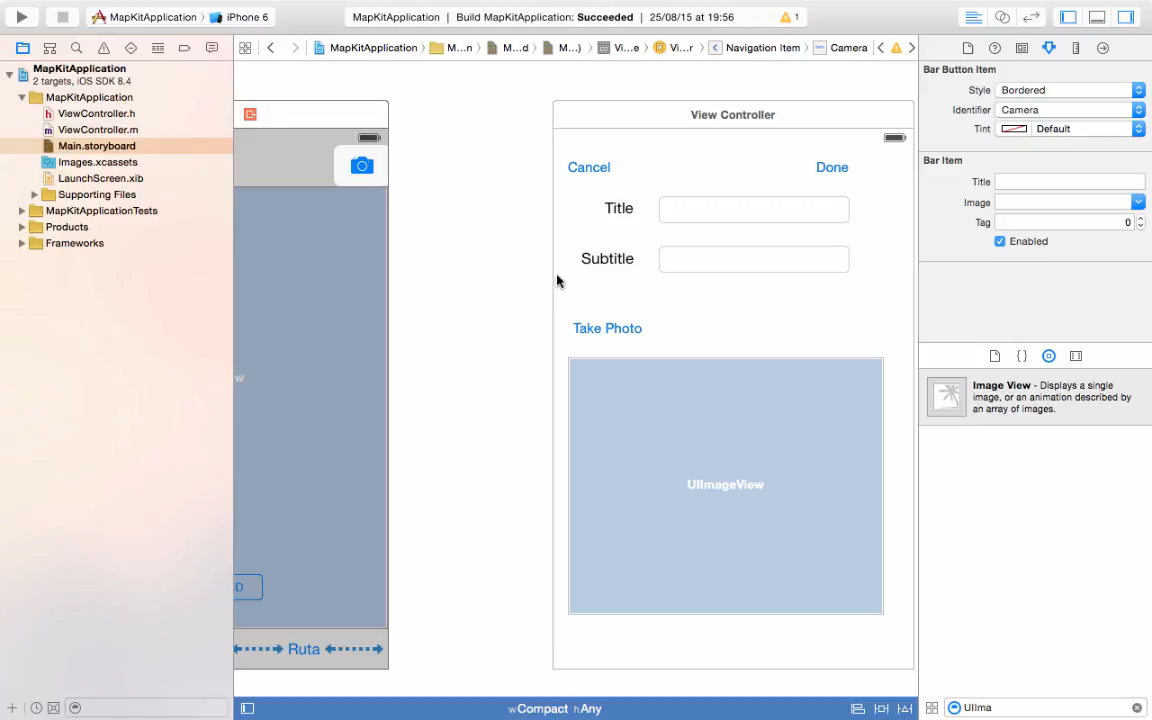 MapKitApplication
iPhone 6
MapKitApplication
Build MapKitApplication: Succeeded
25/08/15 at 19:56
1
MapKitApplication
2 targets, iOS SDK 8.4
MapKitApplication
ViewController.h
ViewController.m
Main.storyboard
Images.xcassets
LaunchScreen.xib
Supporting Files
MapKitApplicationTests
Products
Frameworks
MapKitApplication
M...n
M...d
M...)
Vi...e
Vi...r
Navigation Item
Camera
View Controller
Cancel
Done
Title
Subtitle
Take Photo
UIImageView
w
D
Ruta
wCompact hAny
Bar Button Item
Style
Bordered
Identifier
Camera
Tint
Default
Bar Item
Title
Image
Tag
0
Enabled
{ }
Image View - Displays a single
image, or an animation described by
an array of images.
UIIma